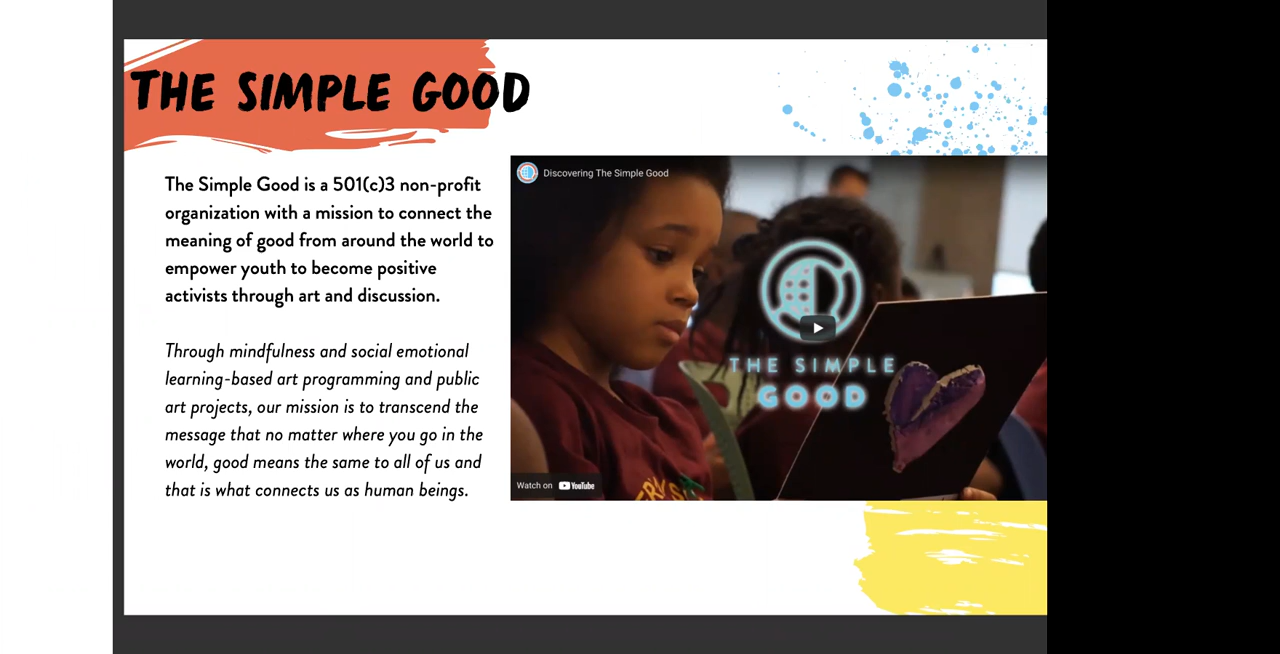 THE SIMPLE GOOD
The Simple Good is a 501(c)3 non-profit
organization with a mission to connect the
meaning of good from around the world to
empower youth to become positive
activists through art and discussion.
Through mindfulness and social emotional
learning-based art programming and public
art projects, our mission is to transcend the
message that no matter where you go in the
world, good means the same to all of us and
that is what connects us as human beings.
Discovering The Simple Good
THE SIMPLE
GOOD
Watch on YouTube